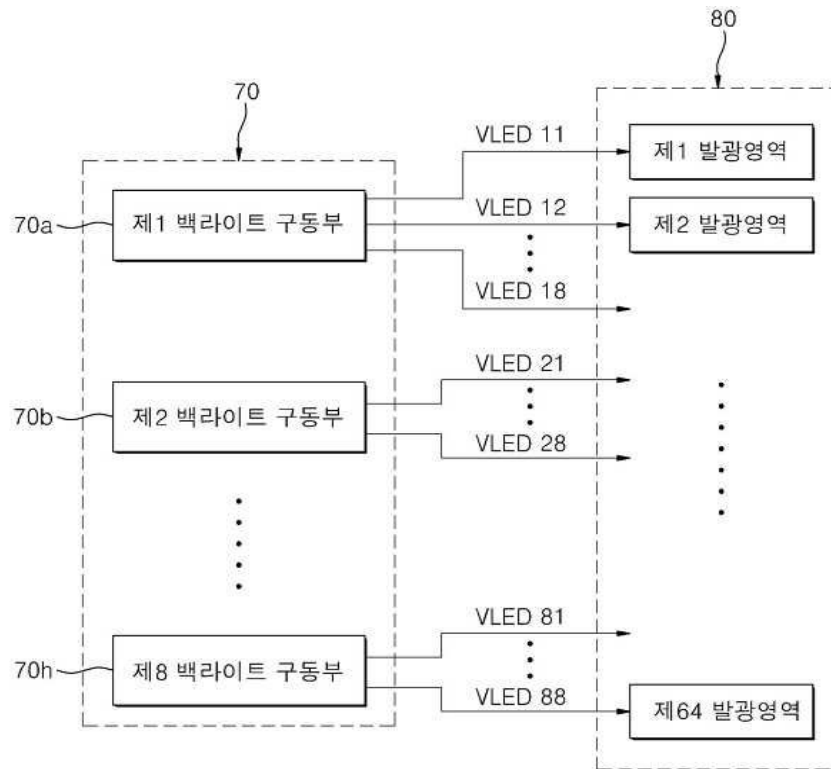 80
70
VLED 11
제1 발광영역
70a
제1 백라이트 구동부
VLED 12
제2 발광영역
VLED 18
VLED 21
70b
제2 백라이트 구동부
VLED 28
VLED 81
70h
제8 백라이트 구동부
VLED 88
제64 발광영역